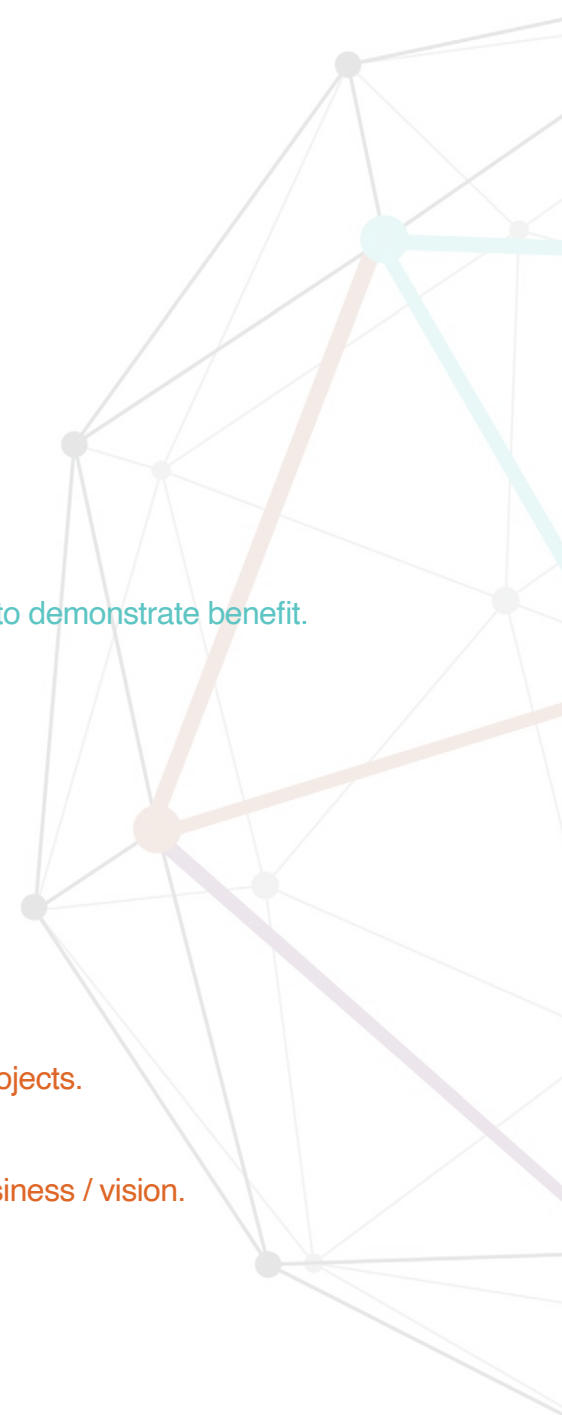 to demonstrate benefit.
ojects.
siness / vision.